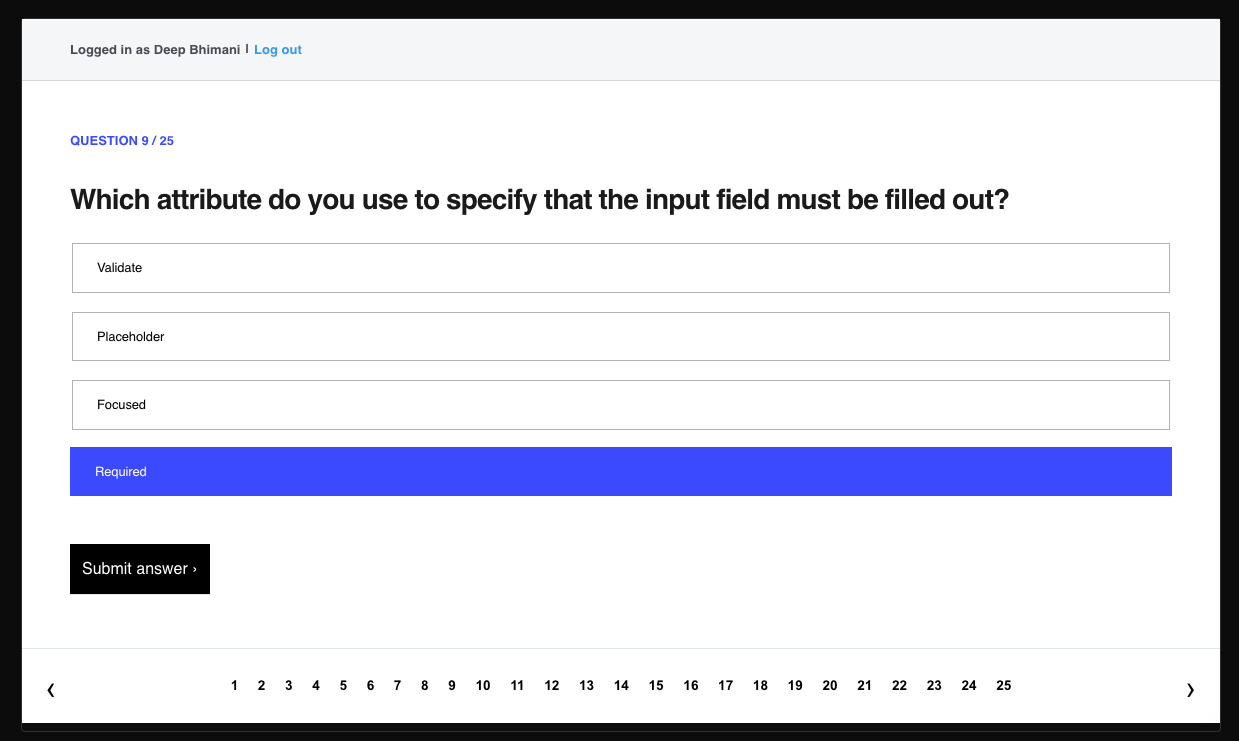 Logged in as Deep Bhimani | Log out
QUESTION 9 / 25
Which attribute do you use to specify that the input field must be filled out?
Validate
Placeholder
Focused
Required
Submit answer ›
‹ 1 2 3 4 5 6 7 8 9 10 11 12 13 14 15 16 17 18 19 20 21 22 23 24 25 ›